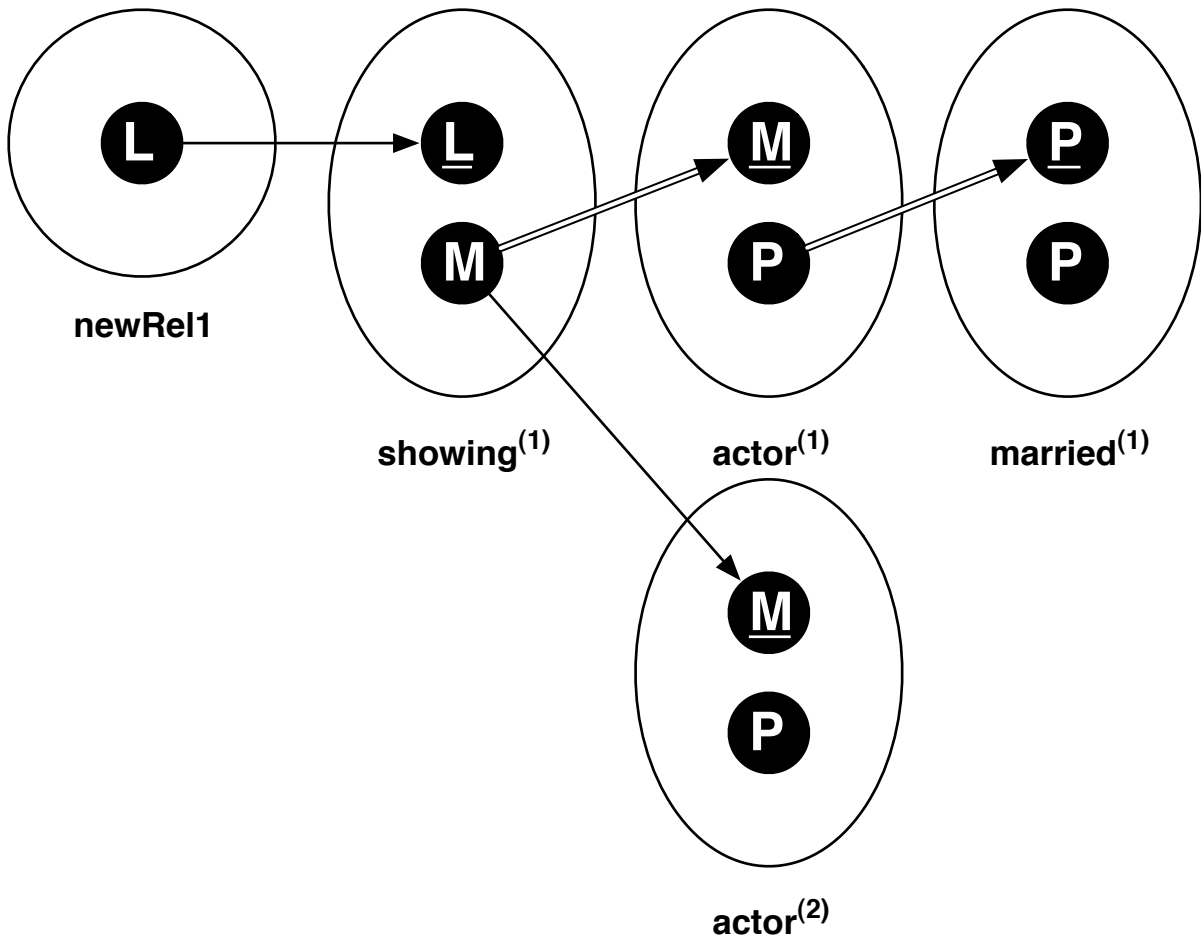 L
L
M
newRel1
M
P
showing(1)
P
P
actor(1)
married(1)
M
P
actor(2)